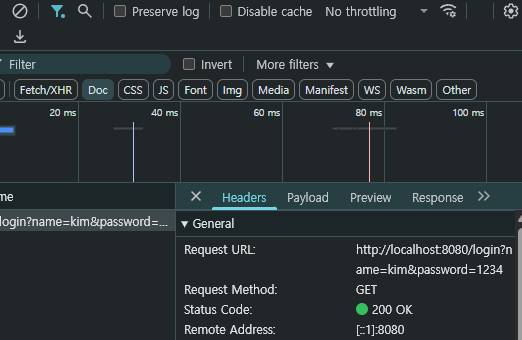 Preserve log Disable cache No throttling
Filter Invert More filters
Fetch/XHR Doc CSS JS Font Img Media Manifest WS Wasm Other
20 ms 40 ms 60 ms 80 ms 100 ms
me Headers Payload Preview Response
login?name=kim&password=... General
Request URL: http://localhost:8080/login?n
ame=kim&password=1234
Request Method: GET
Status Code: 200 OK
Remote Address: [::1]:8080